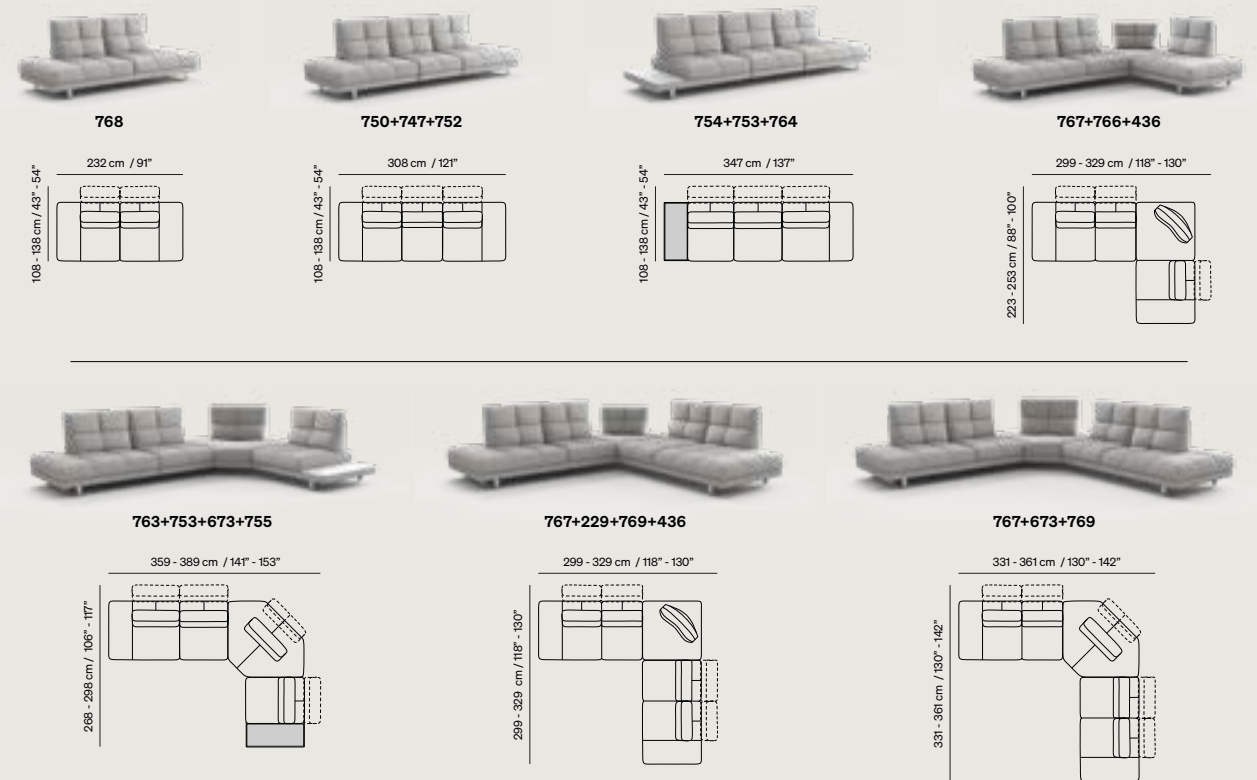 768
750+747+752
754+753+764
767+766+436
232 cm / 91”
308 cm / 121”
347 cm / 137”
299 - 329 cm / 118” - 130”
108 - 138 cm / 43” - 54”
108 - 138 cm / 43” - 54”
108 - 138 cm / 43” - 54”
223 - 253 cm / 88” - 100”
763+753+673+755
767+229+769+436
767+673+769
359 - 389 cm / 141” - 153”
299 - 329 cm / 118” - 130”
331 - 361 cm / 130” - 142”
268 - 298 cm / 106” - 117”
299 - 329 cm / 118” - 130”
331 - 361 cm / 130” - 142”